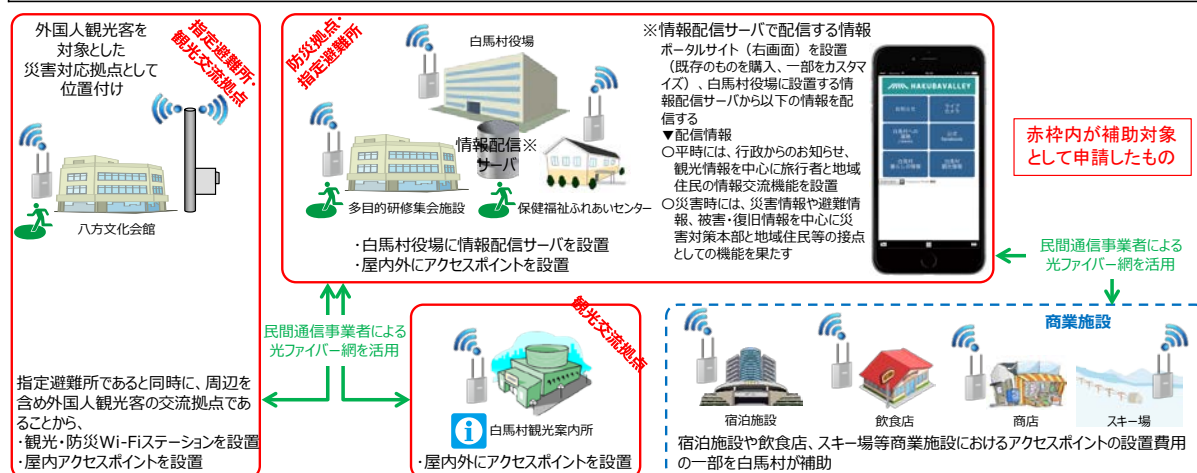 外国人観光客を
対象とした
災害対応拠点として
位置付け
指定避難所・
観光交流拠点
八方文化会館
指定避難所であると同時に、周辺を
含め外国人観光客の交流拠点であ
ることから、
・観光・防災Wi-Fiステーションを設置
・屋内アクセスポイントを設置
防災拠点・
指定避難所
白馬村役場
情報配信※
サーバ
多目的研修集会施設
保健福祉ふれあいセンター
・白馬村役場に情報配信サーバを設置
・屋内外にアクセスポイントを設置
※情報配信サーバで配信する情報
ポータルサイト（右画面）を設置
（既存のものを購入、一部をカスタマ
イズ）、白馬村役場に設置する情
報配信サーバから以下の情報を配
信する
▼配信情報
〇平時には、行政からのお知らせ、
観光情報を中心に旅行者と地域
住民の情報交流機能を設置
〇災害時には、災害情報や避難情
報、被害・復旧情報を中心に災
害対策本部と地域住民等の接点
としての機能を果たす
HAKUBAVALLEY
お知らせ
ライブ
カメラ
公式
facebook
赤枠内が補助対象
として申請したもの
民間通信事業者による
光ファイバー網を活用
民間通信事業者による
光ファイバー網を活用
観光交流拠点
白馬村観光案内所
・屋内外にアクセスポイントを設置
商業施設
宿泊施設
飲食店
商店
スキー場
宿泊施設や飲食店、スキー場等商業施設におけるアクセスポイントの設置費用
の一部を白馬村が補助